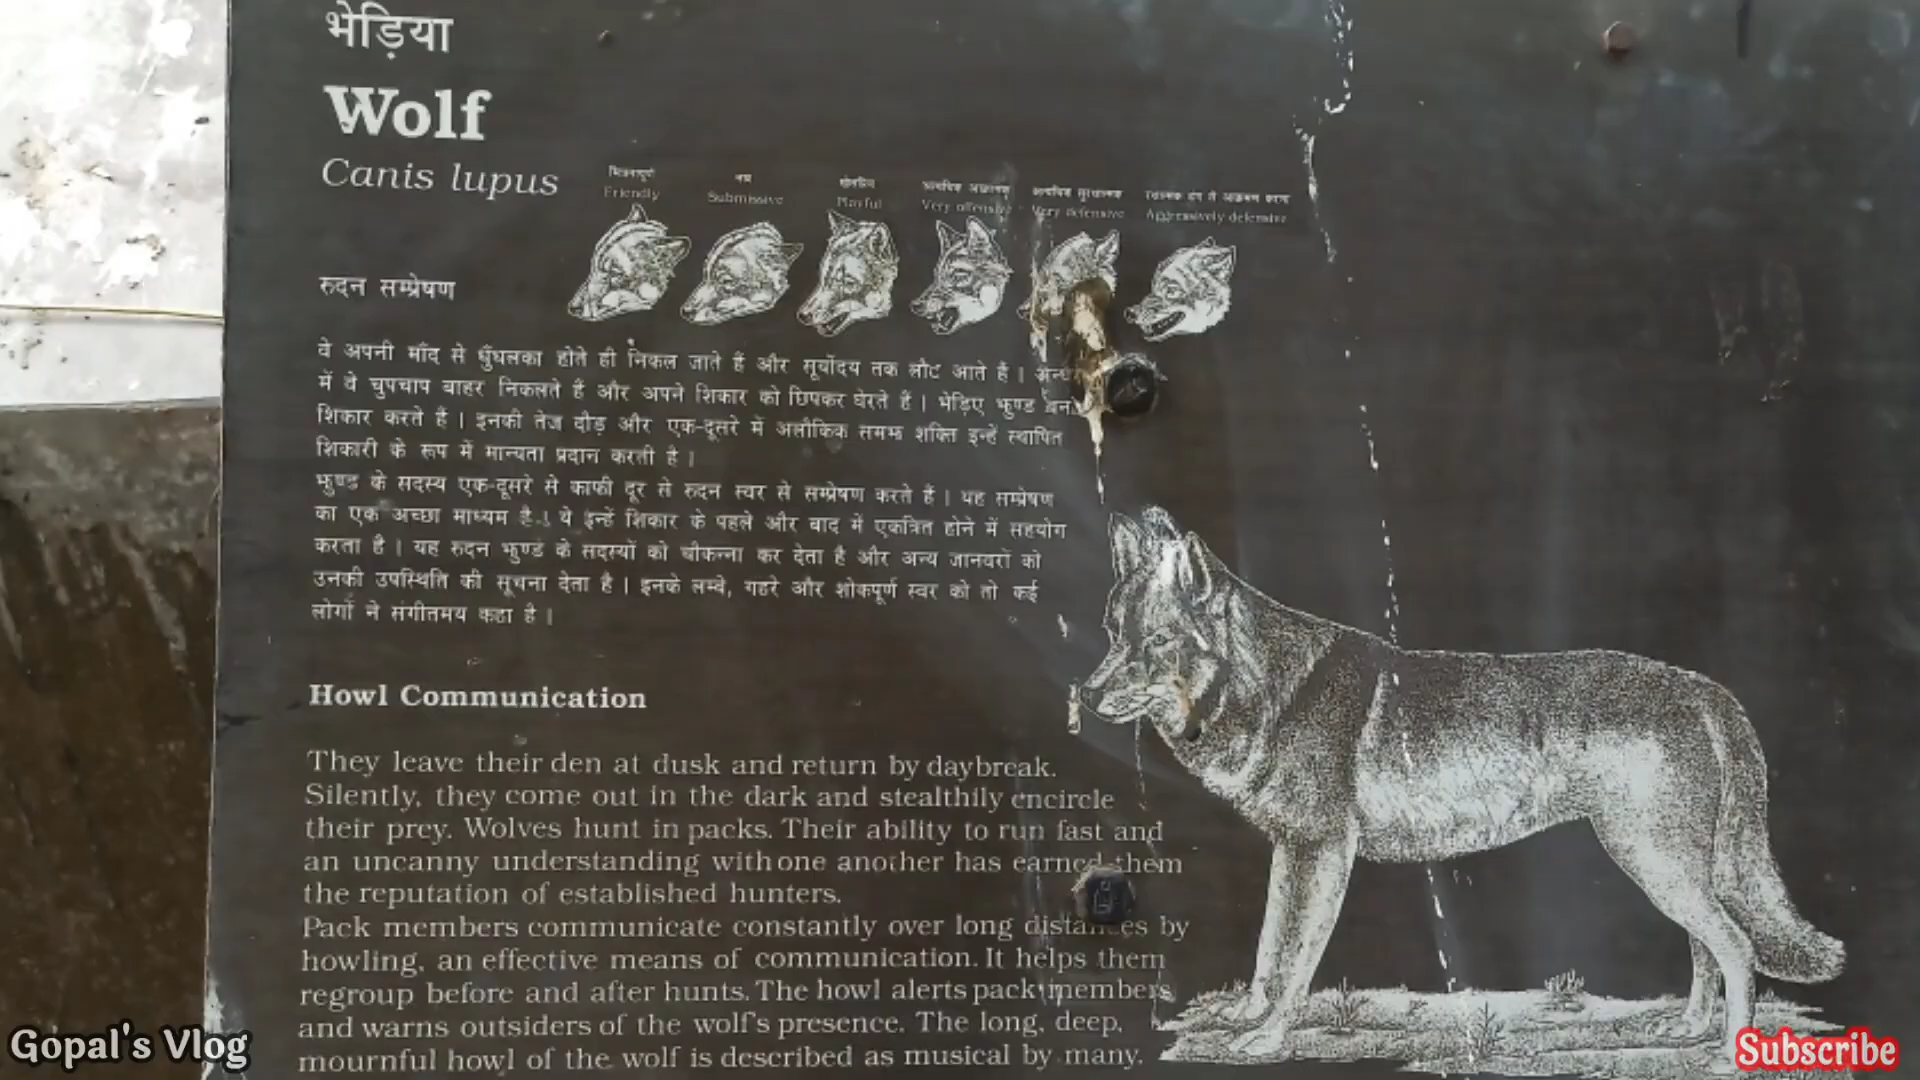 भेड़िया
Wolf
Canis lupus
Friendly
नम्र
Submissive
Playful
Very offensive
Very defensive
Aggressively defensive
रुदन सम्प्रेषण
वे अपनी माँद से धुँधलका होते ही निकल जाते हैं और सूर्योदय तक लौट आते हैं ।
में वे चुपचाप बाहर निकलते हैं और अपने शिकार को छिपकर घेरते हैं । भेड़िए झुण्ड
शिकार करते हैं । इनकी तेज दौड़ और एक-दूसरे में अलौकिक समझ शक्ति इन्हें स्थापित
शिकारी के रूप में मान्यता प्रदान करती है ।
झुण्ड के सदस्य एक-दूसरे से काफी दूर से रुदन स्वर से सम्प्रेषण करते हैं । यह सम्प्रेषण
का एक अच्छा माध्यम है । ये इन्हें शिकार के पहले और बाद में एकत्रित होने में सहयोग
करता है । यह रुदन झुण्ड के सदस्यों को चौकन्ना कर देता है और अन्य जानवरों को
उनकी उपस्थिति की सूचना देता है । इनके लम्बे, गहरे और शोकपूर्ण स्वर को तो कई
लोगों ने संगीतमय कहा है ।
Howl Communication
They leave their den at dusk and return by daybreak.
Silently, they come out in the dark and stealthily encircle
their prey. Wolves hunt in packs. Their ability to run fast and
an uncanny understanding with one another has earned them
the reputation of established hunters.
Pack members communicate constantly over long distances by
howling, an effective means of communication. It helps them
regroup before and after hunts. The howl alerts pack members
and warns outsiders of the wolf's presence. The long, deep,
mournful howl of the wolf is described as musical by many.
Gopal's Vlog
Subscribe